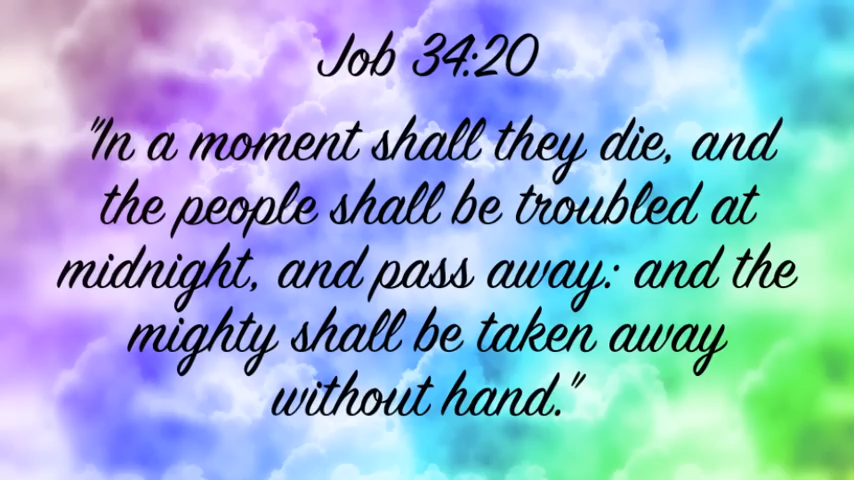 Job 34:20
"In a moment shall they die, and
the people shall be troubled at
midnight, and pass away: and the
mighty shall be taken away
without hand."